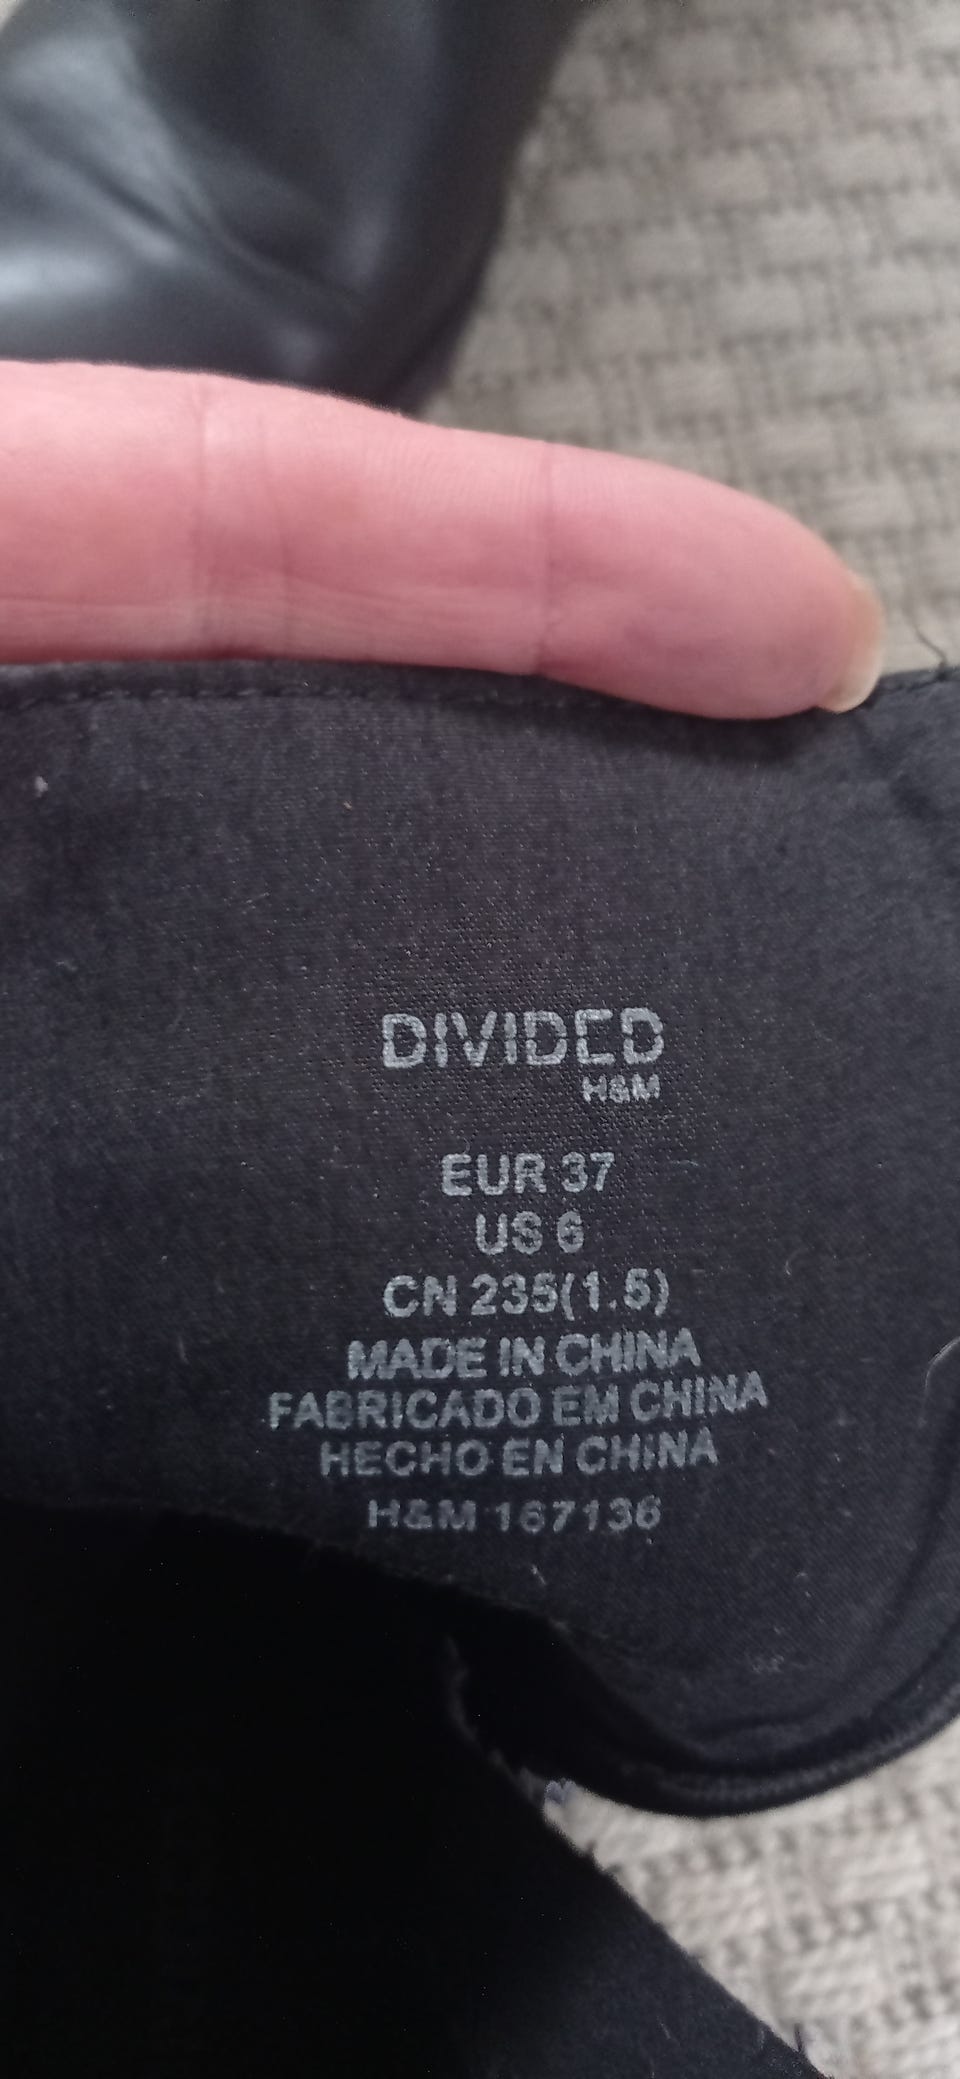 DIVIDED
H&M
EUR 37
US 6
CN 235(1.5)
MADE IN CHINA
FABRICADO EM CHINA
HECHO EN CHINA
H&M 167136